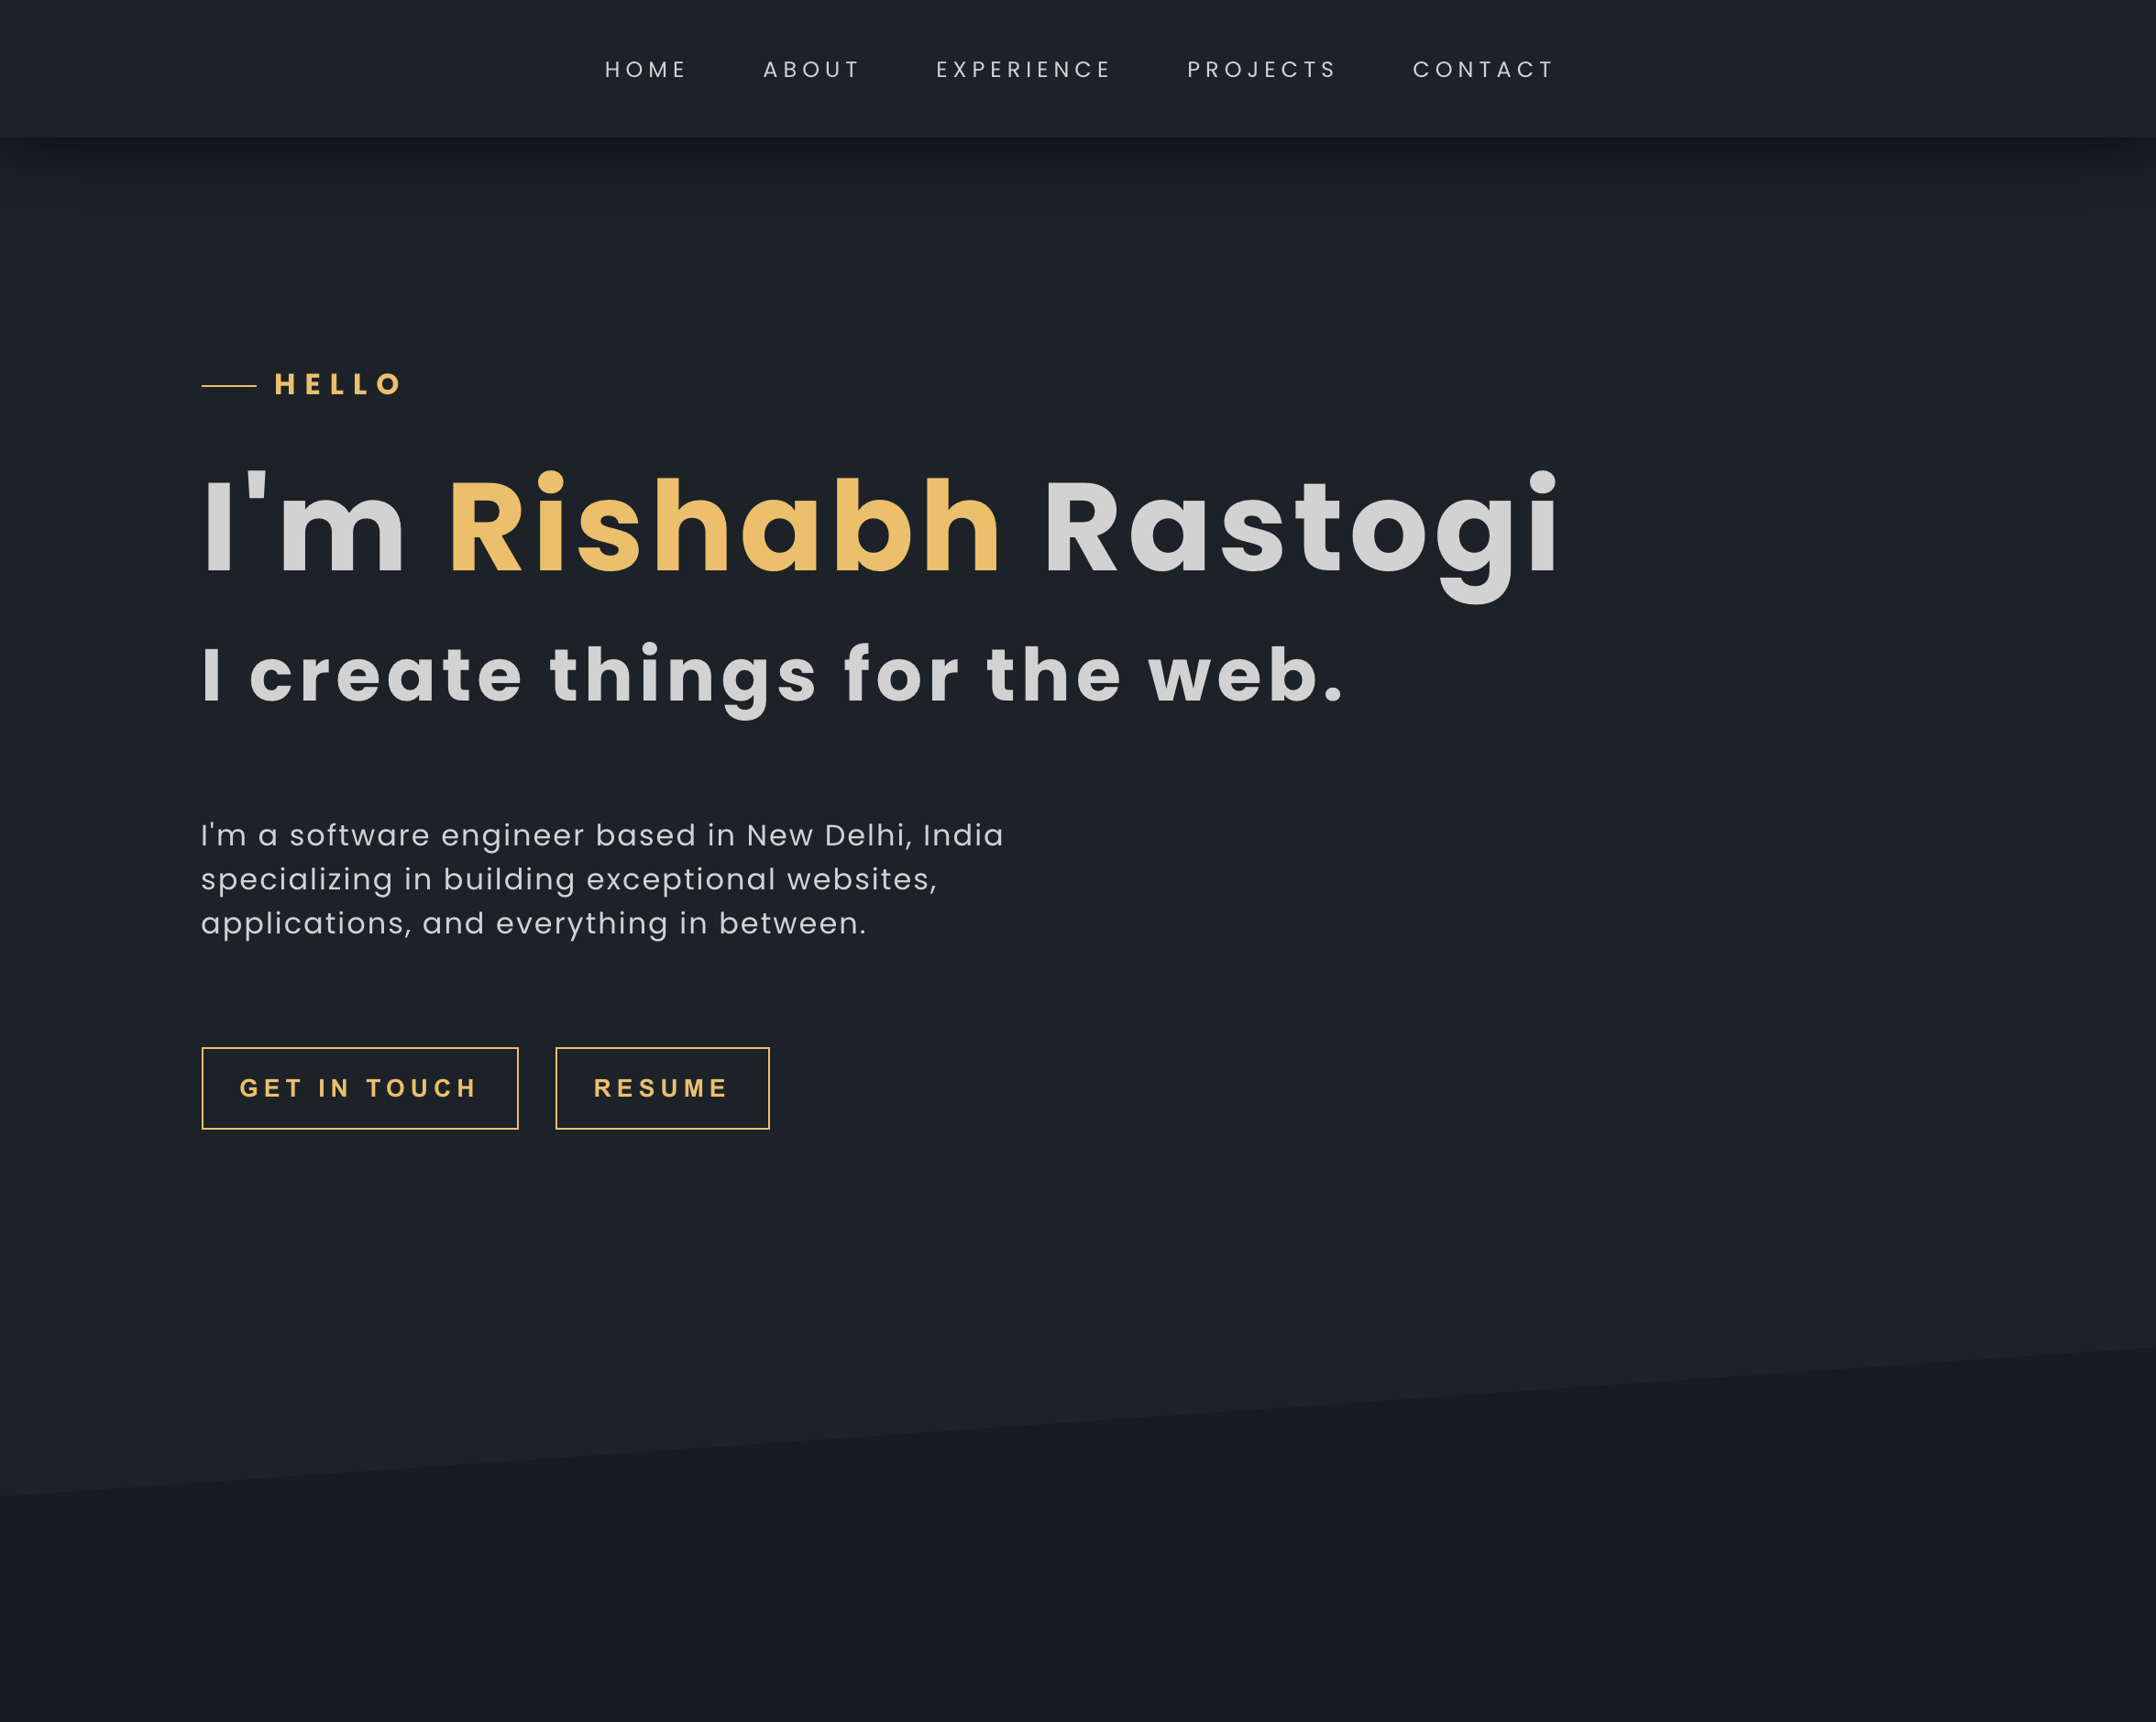 HOME ABOUT EXPERIENCE PROJECTS CONTACT
HELLO
I'm Rishabh Rastogi
I create things for the web.
I'm a software engineer based in New Delhi, India
specializing in building exceptional websites,
applications, and everything in between.
GET IN TOUCH RESUME